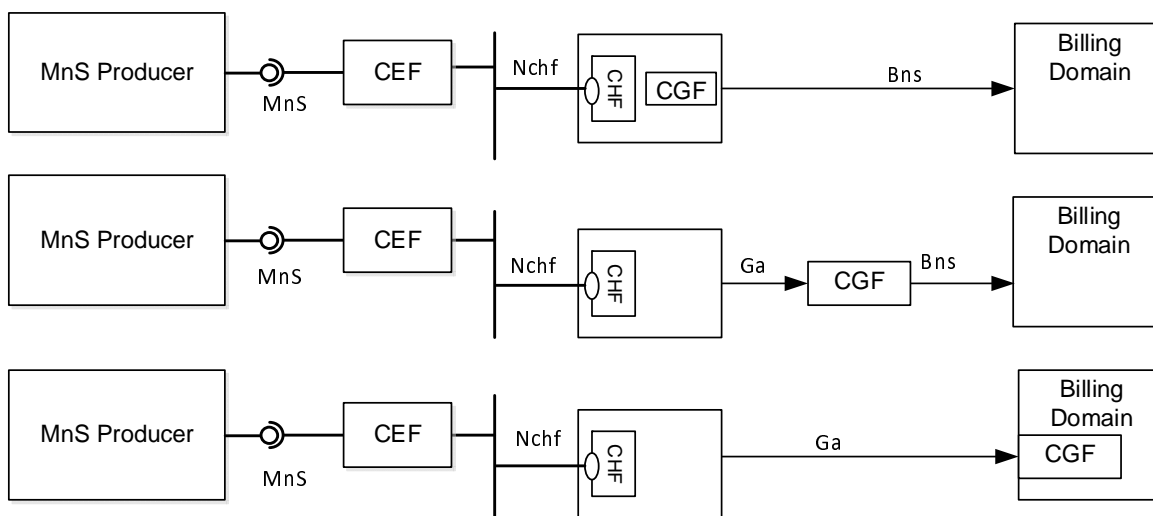 MnS Producer
MnS
CEF
Nchf
CHF
CGF
Bns
Billing
Domain
MnS Producer
MnS
CEF
Nchf
CHF
Ga
CGF
Bns
Billing
Domain
MnS Producer
MnS
CEF
Nchf
CHF
Ga
Billing
Domain
CGF